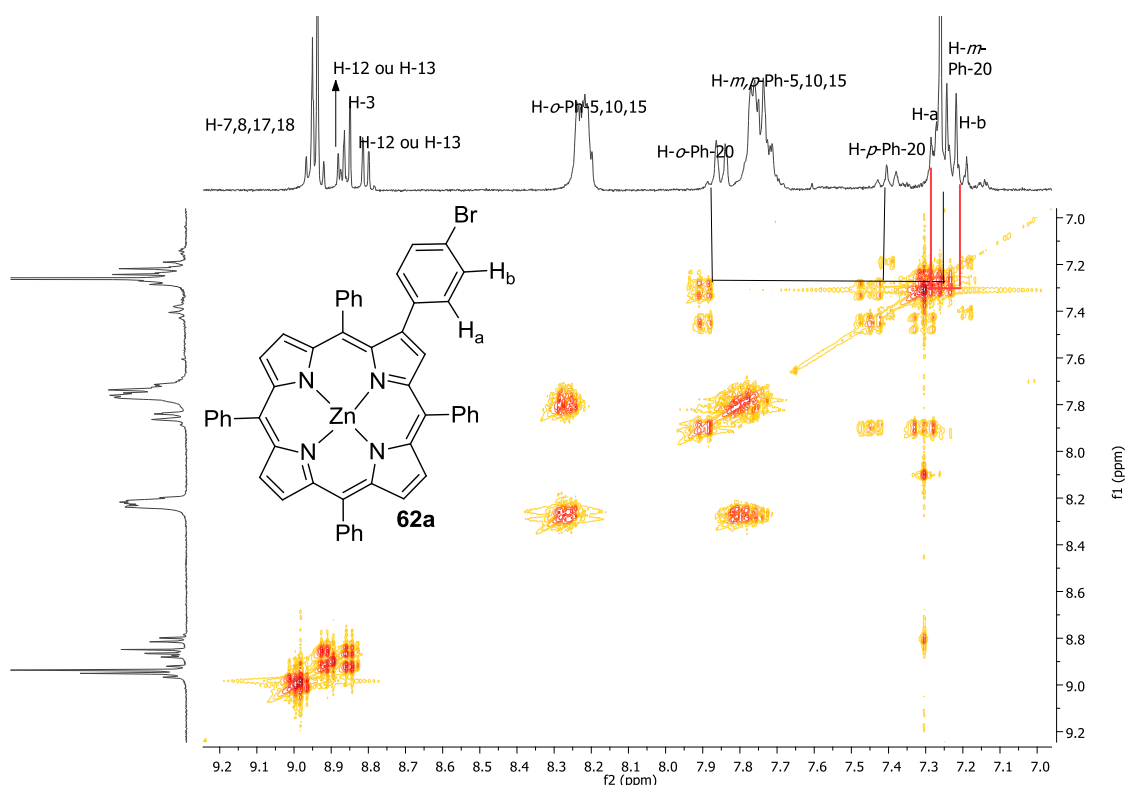 H-12 ou H-13
H-3
H-7,8,17,18
H-12 ou H-13
H-o-Ph-5,10,15
H-m,p-Ph-5,10,15
H-o-Ph-20
H-p-Ph-20
H-a
H-m-
Ph-20
H-b
Br
Hb
Ha
Ph
Ph
N
N
Ph
Zn
Ph
N
N
Ph
62a
7.0
7.2
7.4
7.6
7.8
8.0
8.2
8.4
8.6
8.8
9.0
9.2
f1 (ppm)
9.2 9.1 9.0 8.9 8.8 8.7 8.6 8.5 8.4 8.3 8.2 8.1 8.0 7.9 7.8 7.7 7.6 7.5 7.4 7.3 7.2 7.1 7.0
f2 (ppm)